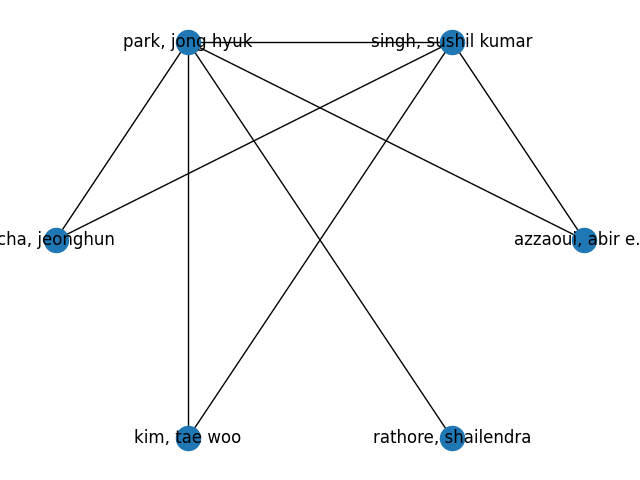 park, jong hyuk
singh, sushil kumar
cha, jeonghun
azzaoui, abir e.
kim, tae woo
rathore, shailendra